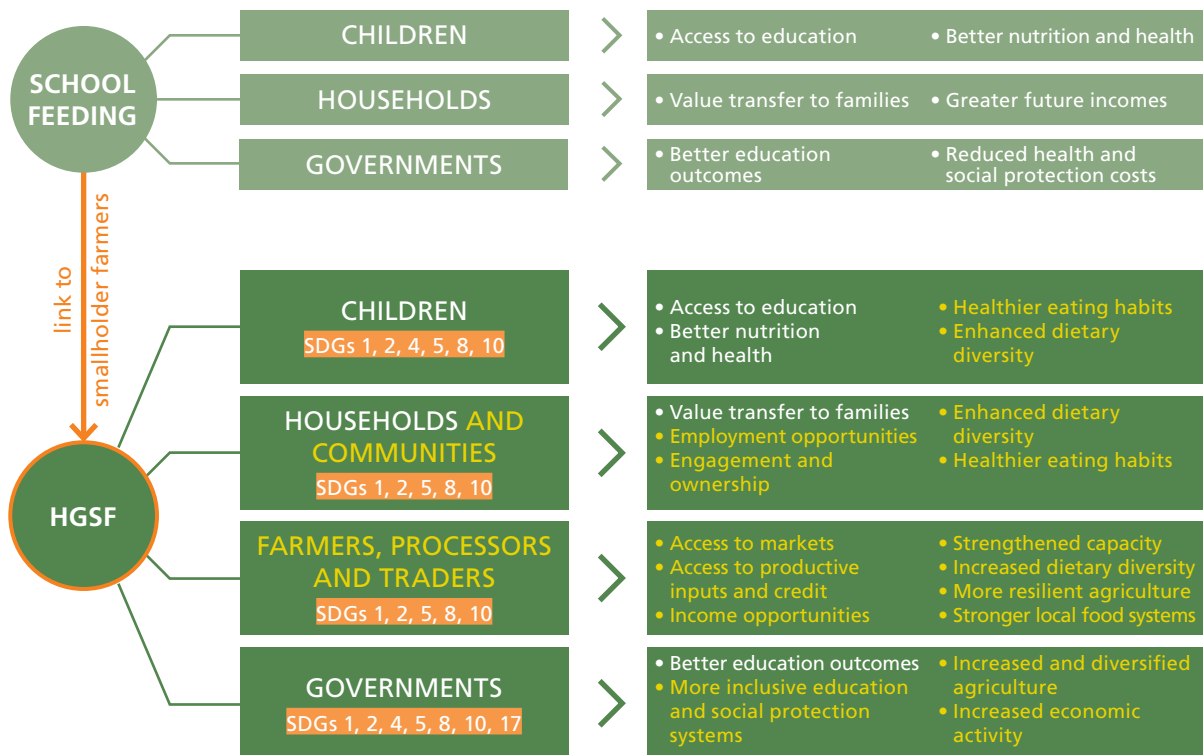 SCHOOL
FEEDING
CHILDREN
• Access to education
• Better nutrition and health
HOUSEHOLDS
• Value transfer to families
• Greater future incomes
GOVERNMENTS
• Better education
outcomes
• Reduced health and
social protection costs
link to
smallholder farmers
HGSF
CHILDREN
SDGs 1, 2, 4, 5, 8, 10
• Access to education
• Better nutrition
and health
• Healthier eating habits
• Enhanced dietary
diversity
HOUSEHOLDS AND
COMMUNITIES
SDGs 1, 2, 5, 8, 10
• Value transfer to families
• Employment opportunities
• Engagement and
ownership
• Enhanced dietary
diversity
• Healthier eating habits
FARMERS, PROCESSORS
AND TRADERS
SDGs 1, 2, 5, 8, 10
• Access to markets
• Access to productive
inputs and credit
• Income opportunities
• Strengthened capacity
• Increased dietary diversity
• More resilient agriculture
• Stronger local food systems
GOVERNMENTS
SDGs 1, 2, 4, 5, 8, 10, 17
• Better education outcomes
• More inclusive education
and social protection
systems
• Increased and diversified
agriculture
• Increased economic
activity